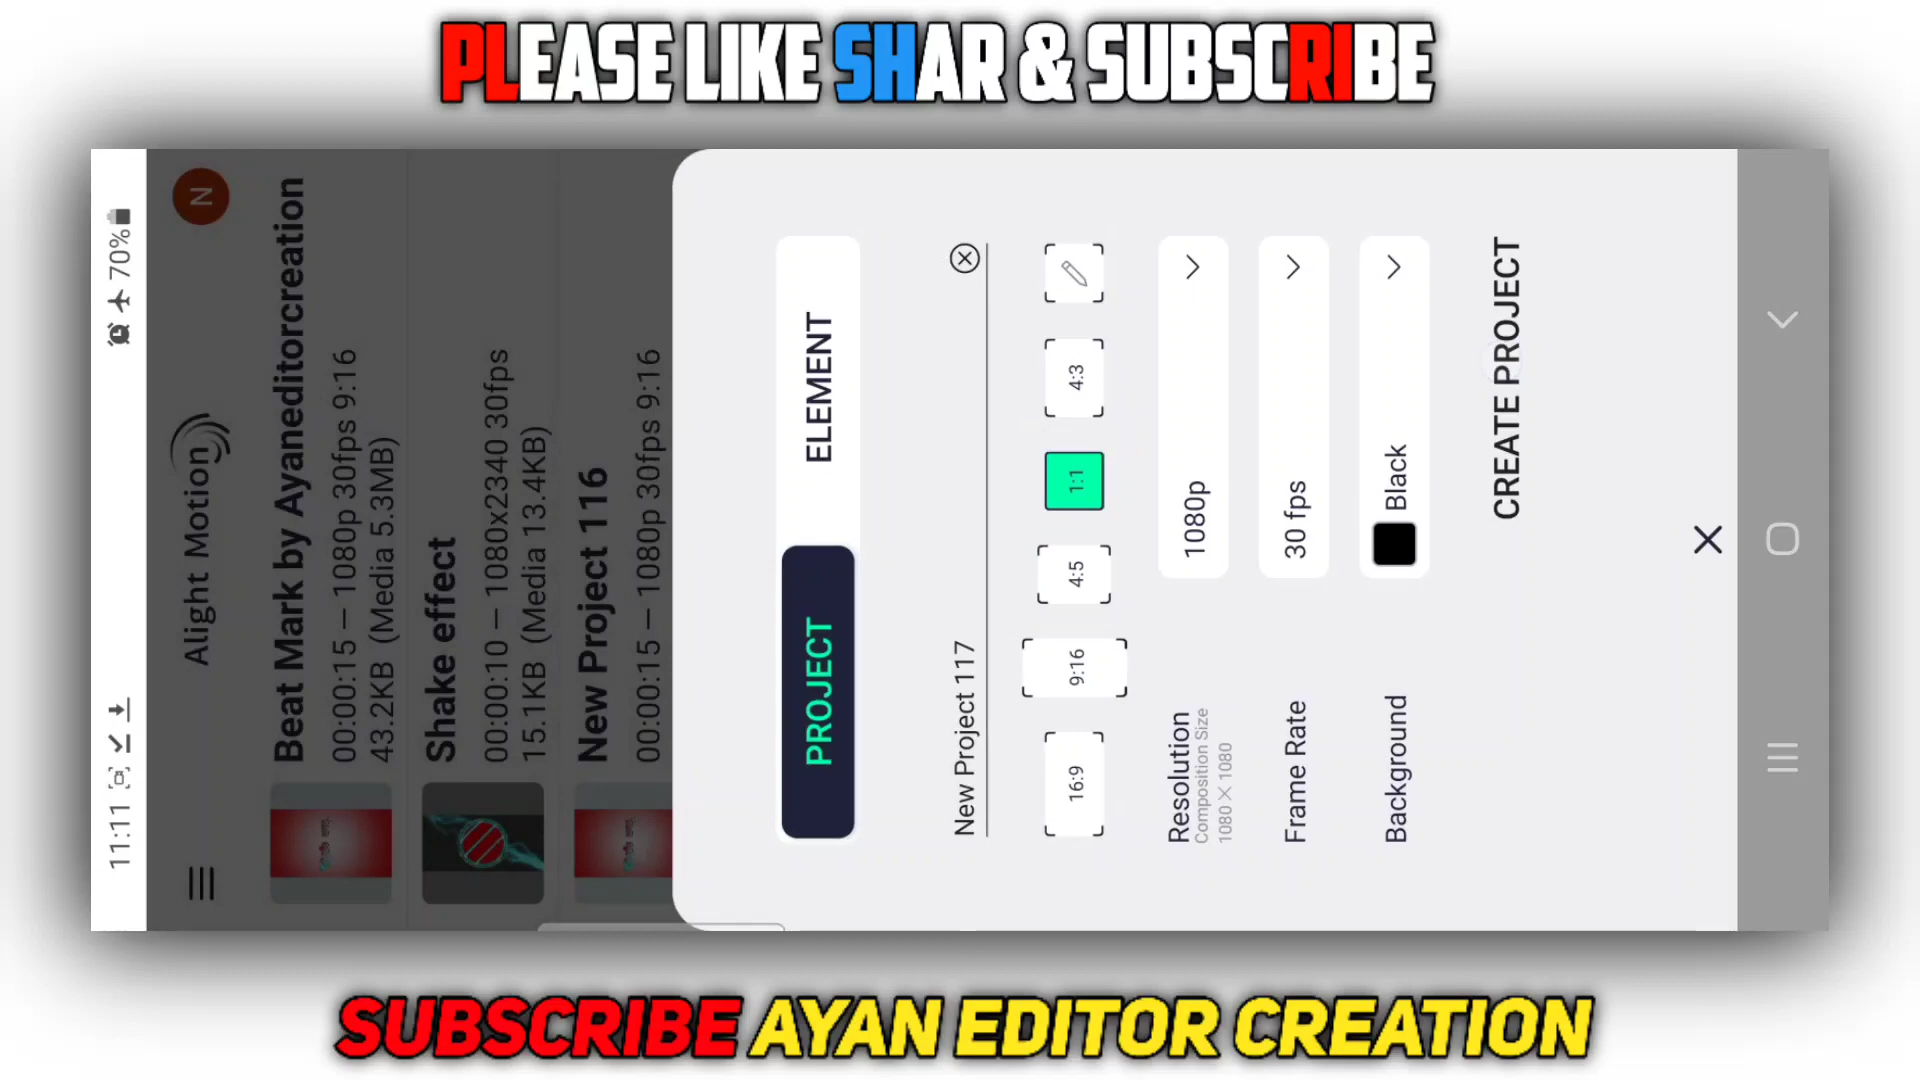 PLEASE LIKE SHAR & SUBSCRIBE
11:11
70%
Alight Motion
N
Beat Mark by Ayaneditorcreation
00:00:15 – 1080p 30fps 9:16
43.2KB (Media 5.3MB)
Shake effect
00:00:10 – 1080x2340 30fps
15.1KB (Media 13.4KB)
New Project 116
00:00:15 – 1080p 30fps 9:16
PROJECT
ELEMENT
New Project 117
16:9
9:16
4:5
1:1
4:3
Resolution
1080p
Composition Size
1080 X 1080
Frame Rate
30 fps
Background
Black
CREATE PROJECT
SUBSCRIBE AYAN EDITOR CREATION